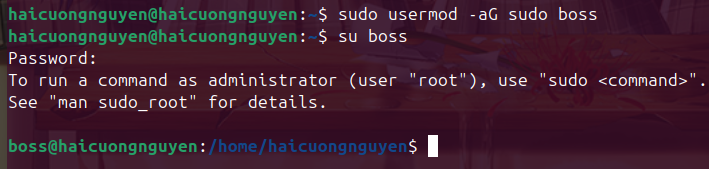 haicuongnguyen@haicuongnguyen:~$ sudo usermod -aG sudo boss
haicuongnguyen@haicuongnguyen:~$ su boss
Password:
To run a command as administrator (user "root"), use "sudo <command>".
See "man sudo_root" for details.
boss@haicuongnguyen:/home/haicuongnguyen$